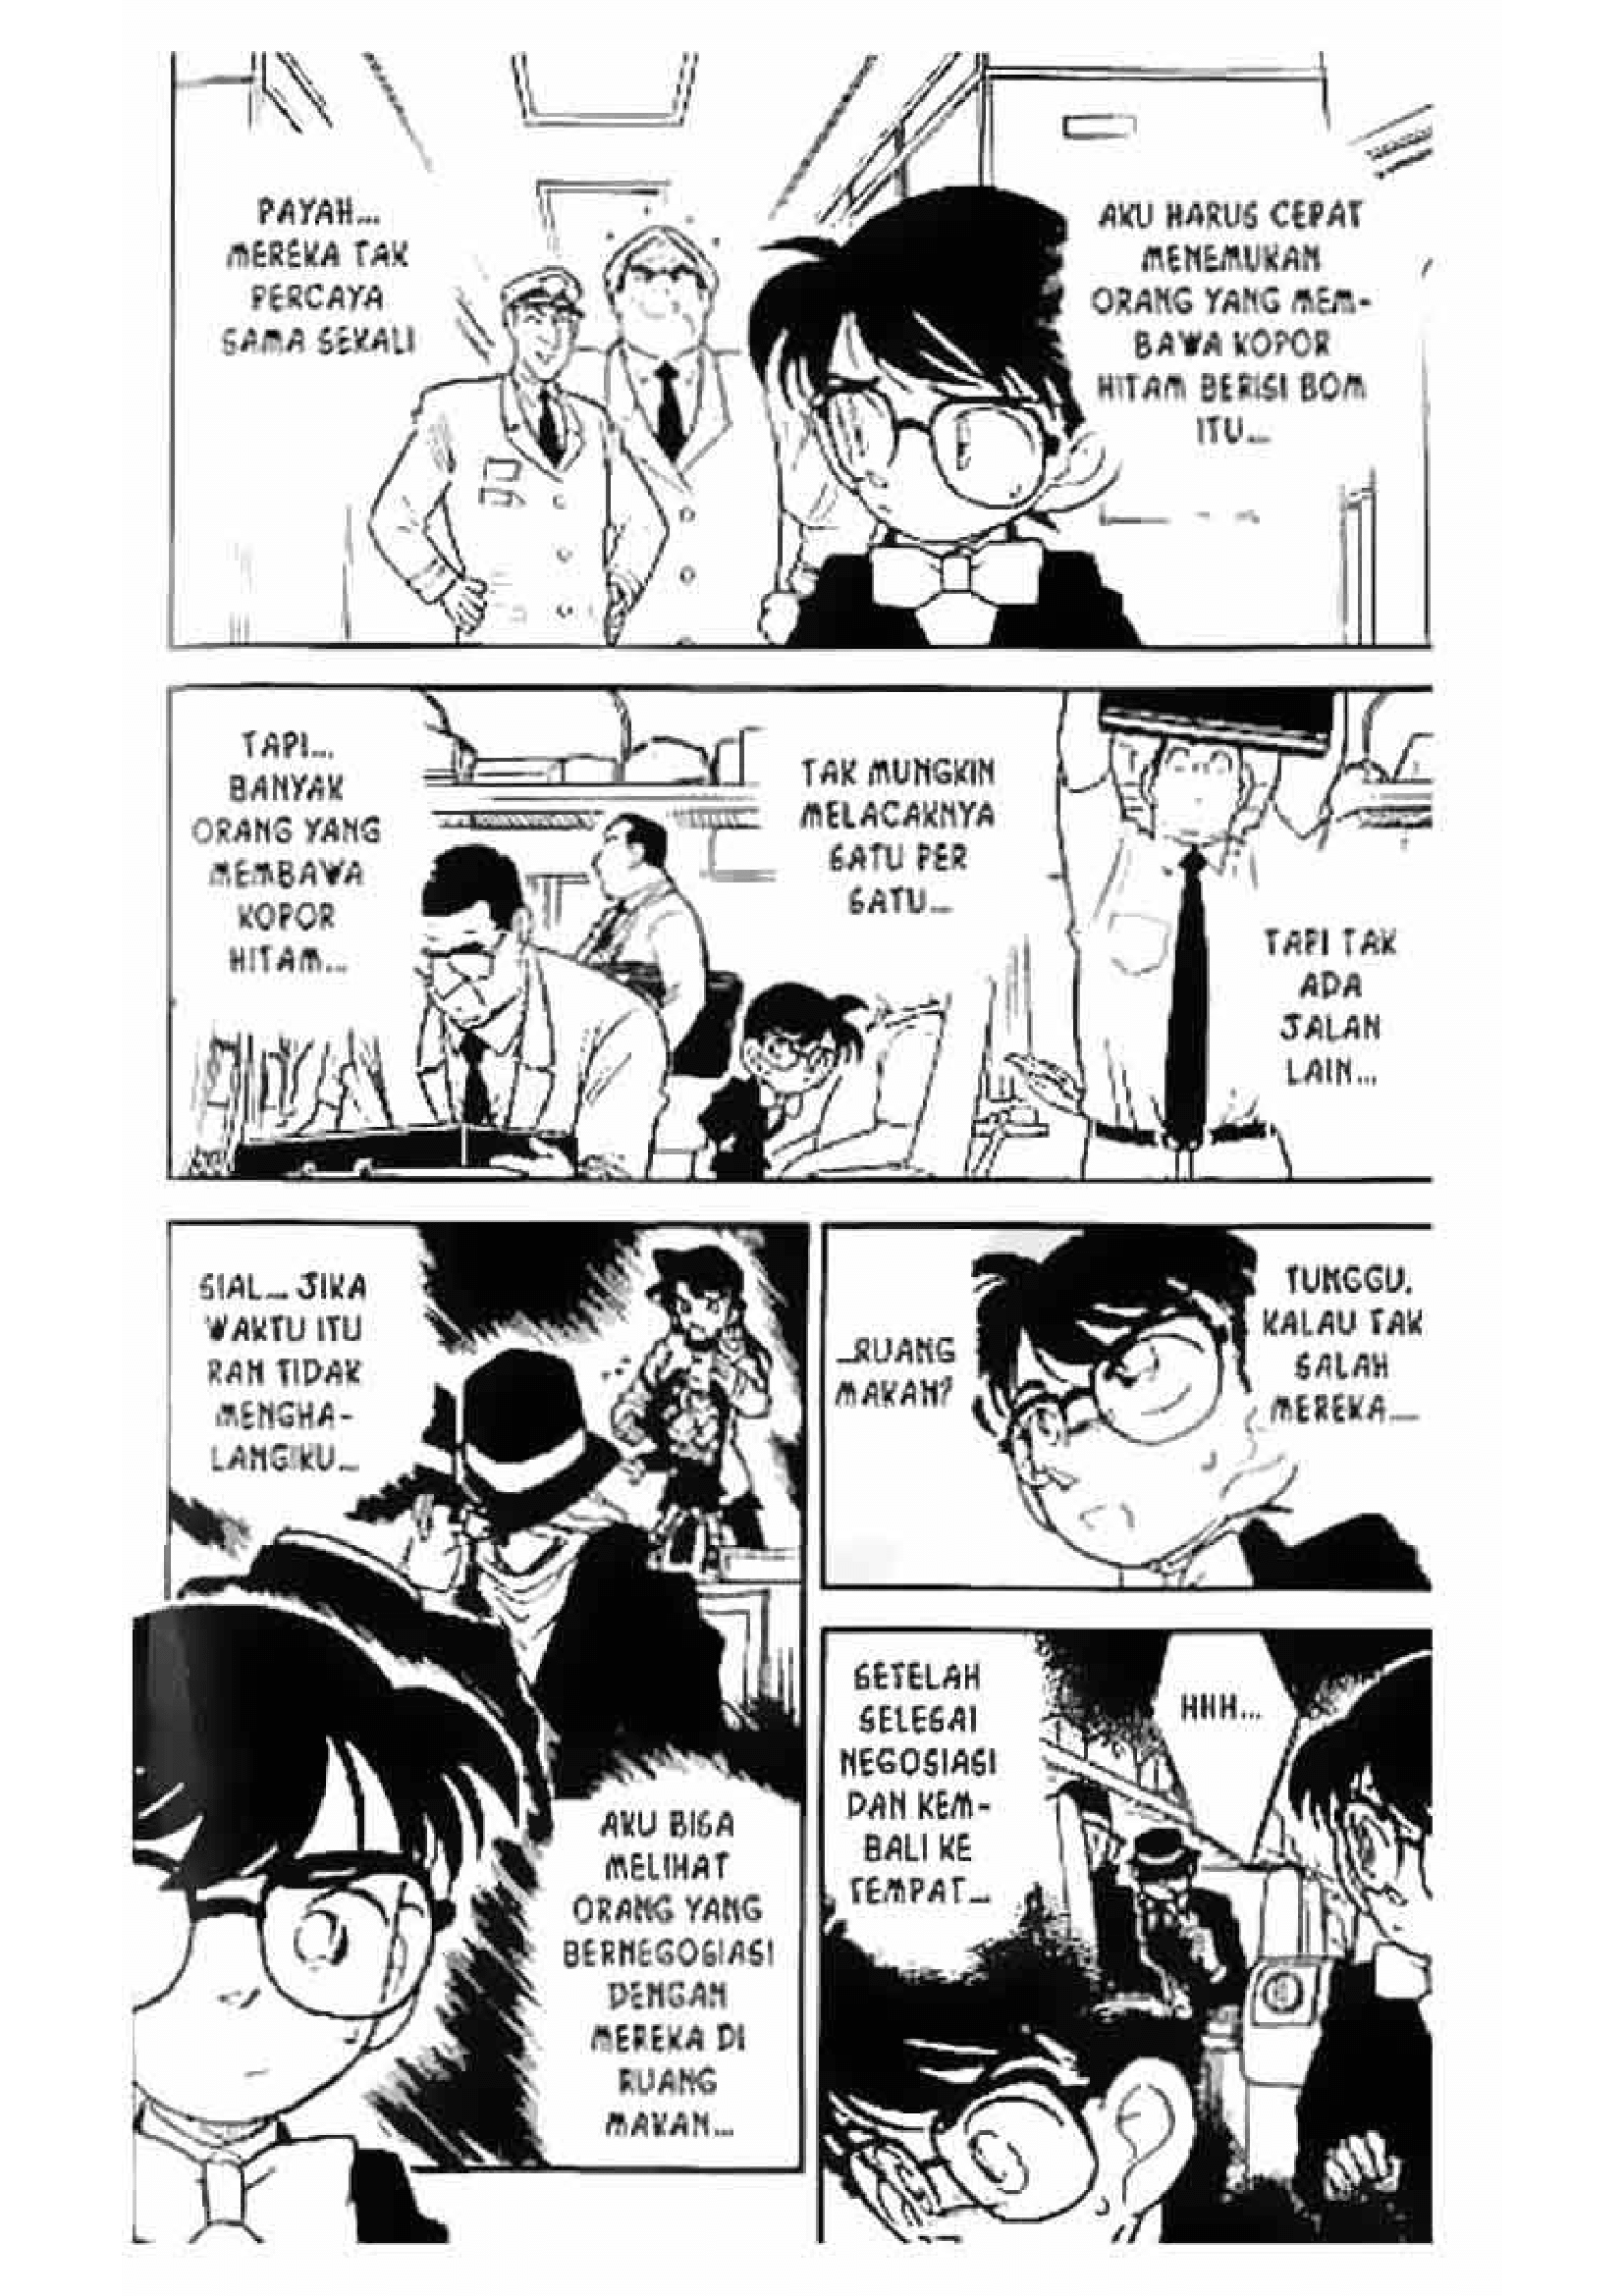 PAYAH...
MEREKA TAK
PERCAYA
SAMA SEKALI
AKU HARUS CEPAT
MENEMUKAN
ORANG YANG MEM-
BAWA KOPOR
HITAM BERISI BOM
ITU...
TAPI...
BANYAK
ORANG YANG
MEMBAWA
KOPOR
HITAM...
TAK MUNGKIN
MELACAKNYA
SATU PER
SATU...
TAPI TAK
ADA
JALAN
LAIN...
SIAL... JIKA
WAKTU ITU
RAN TIDAK
MENGHA-
LANGIKU...
AKU BISA
MELIHAT
ORANG YANG
BERNEGOSIASI
DENGAN
MEREKA DI
RUANG
MAKAN...
...RUANG
MAKAN?
TUNGGU.
KALAU TAK
SALAH
MEREKA...
SETELAH
SELESAI
NEGOSIASI
DAN KEM-
BALI KE
TEMPAT...
HHH...